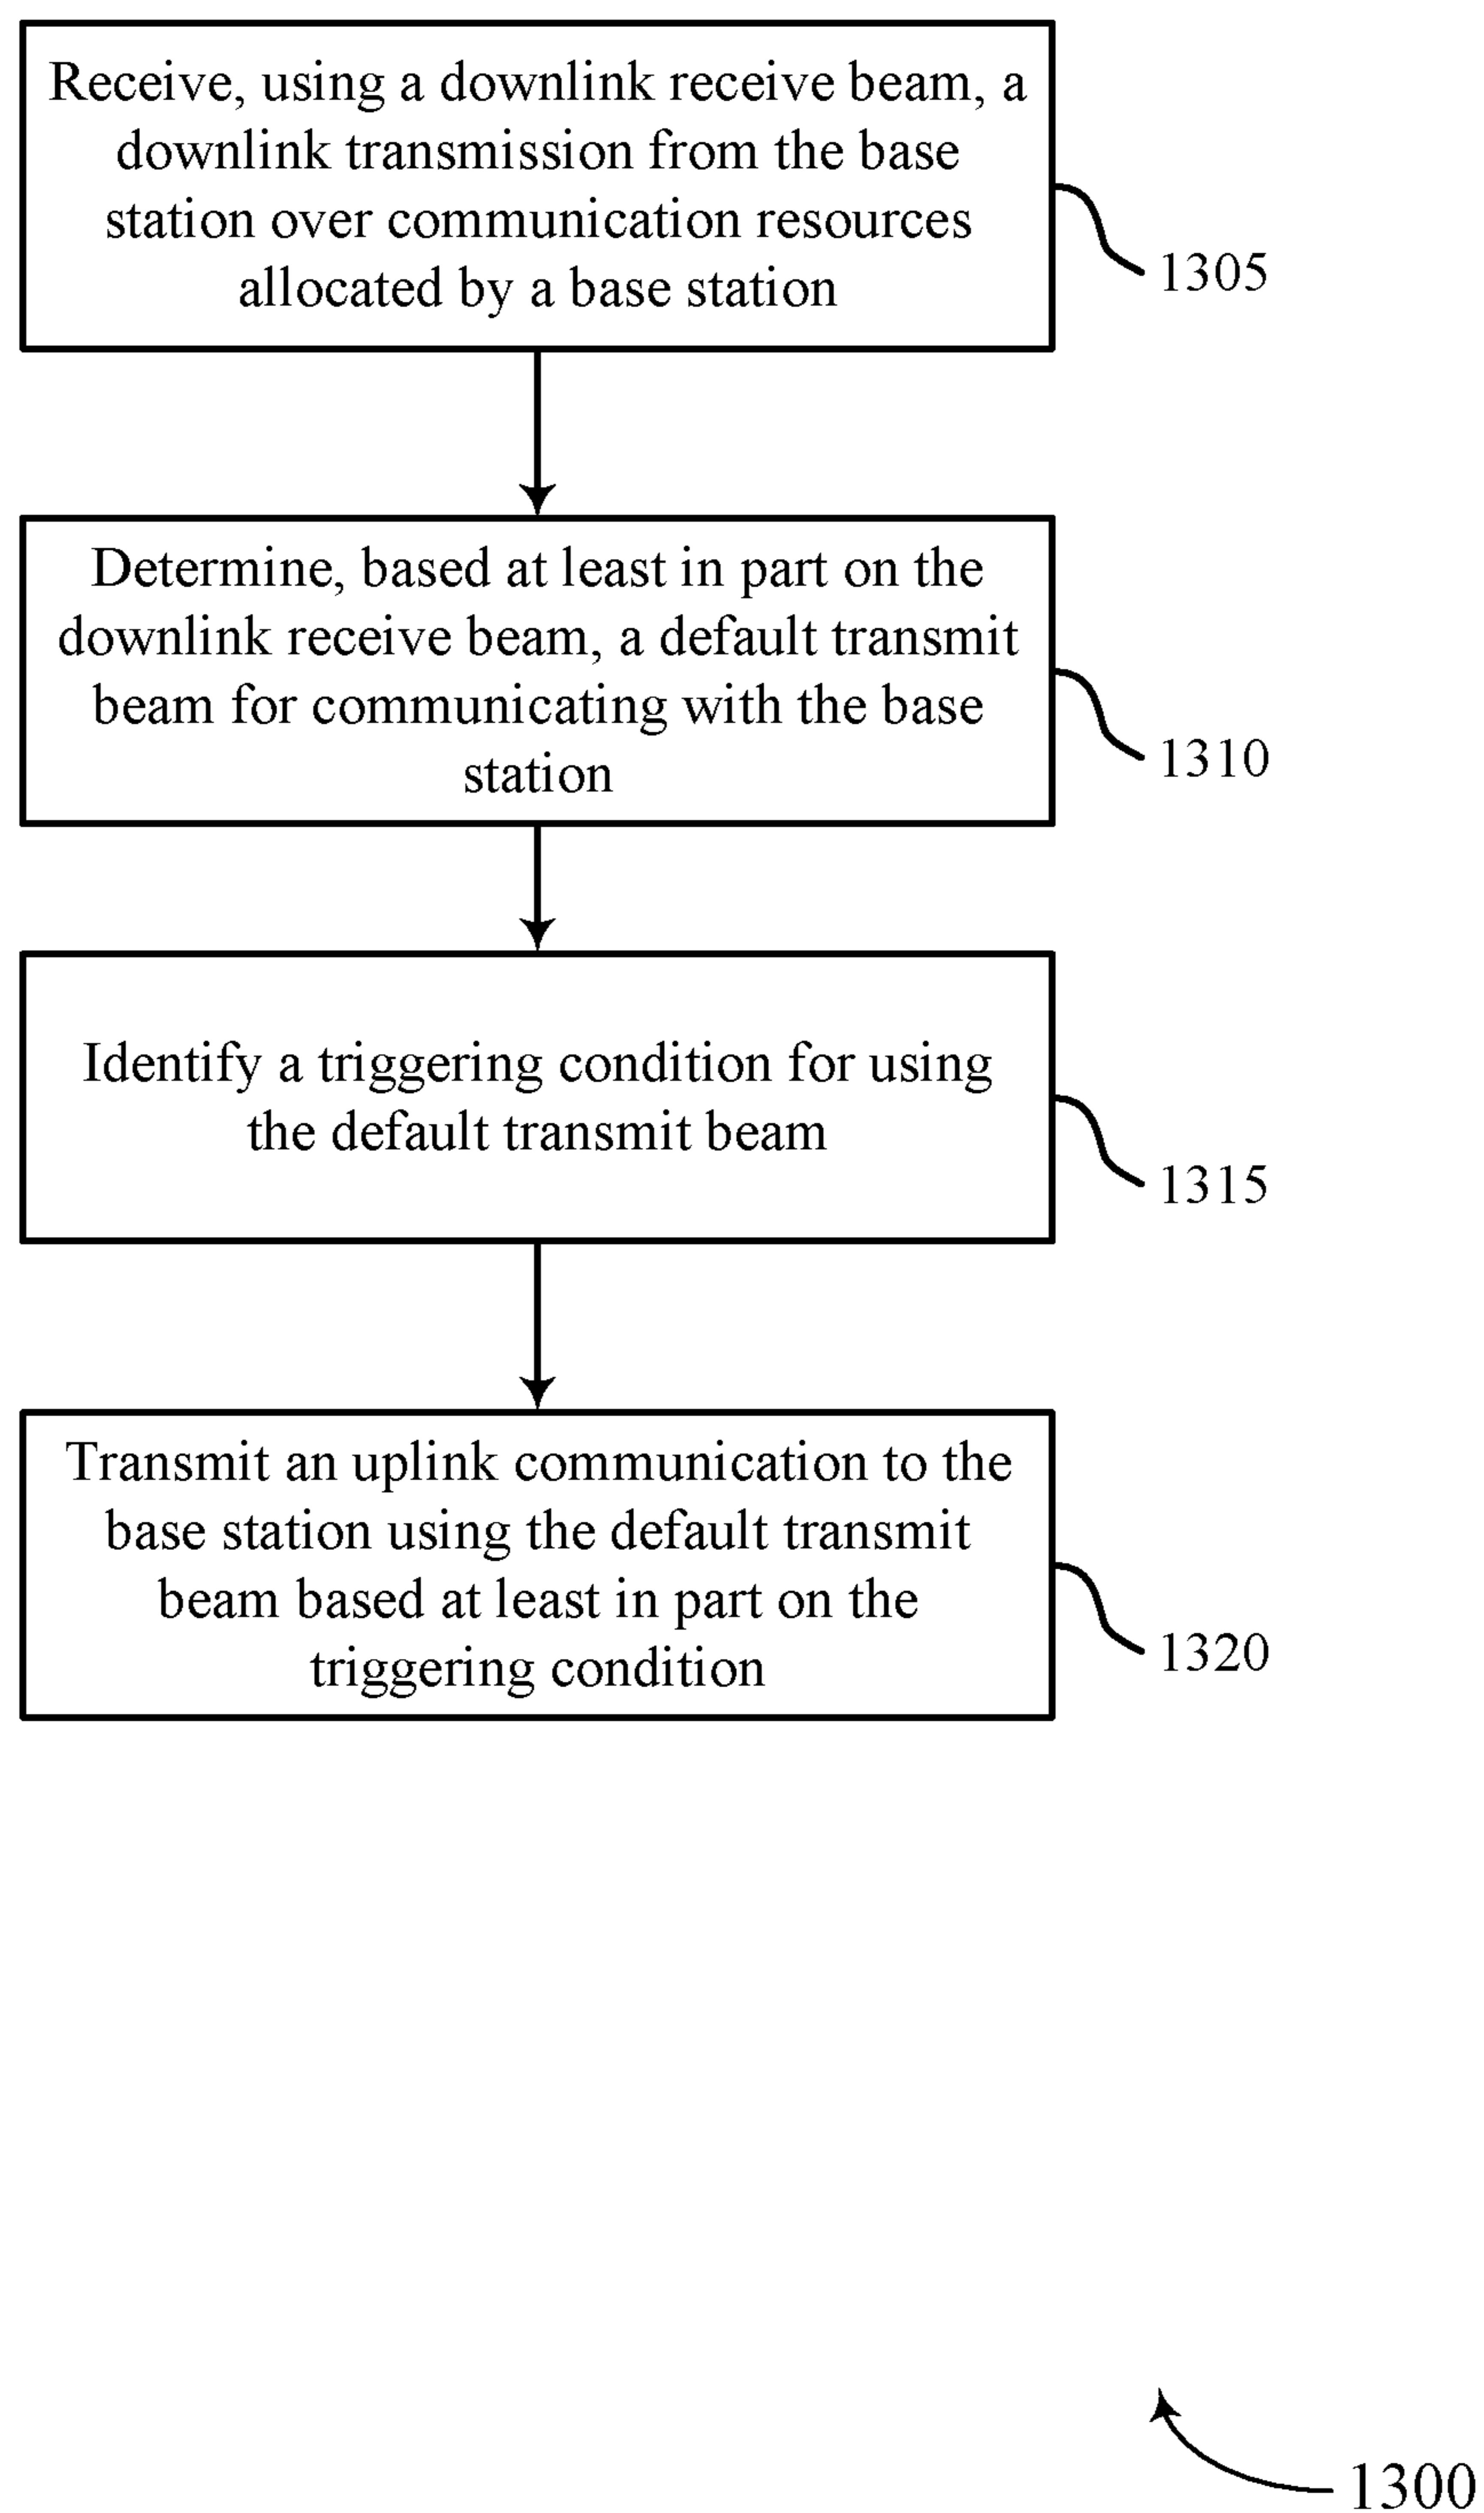 Receive, using a downlink receive beam, a
downlink transmission from the base
station over communication resources
allocated by a base station
1305
Determine, based at least in part on the
downlink receive beam, a default transmit
beam for communicating with the base
station
1310
Identify a triggering condition for using
the default transmit beam
1315
Transmit an uplink communication to the
base station using the default transmit
beam based at least in part on the
triggering condition
1320
1300